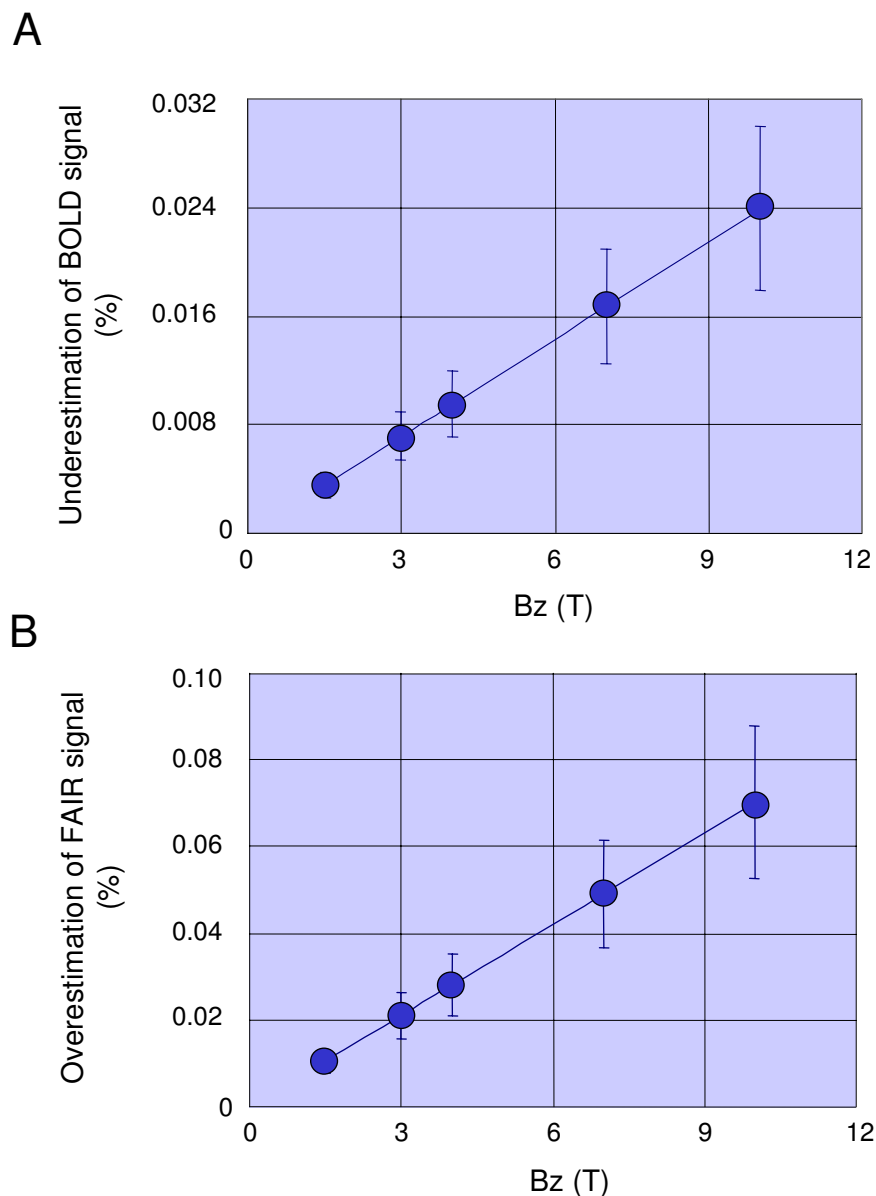 A
Underestimation of BOLD signal
(%)
0.032
0.024
0.016
0.008
0
0 3 6 9 12
Bz (T)
B
Overestimation of FAIR signal
(%)
0.10
0.08
0.06
0.04
0.02
0
0 3 6 9 12
Bz (T)